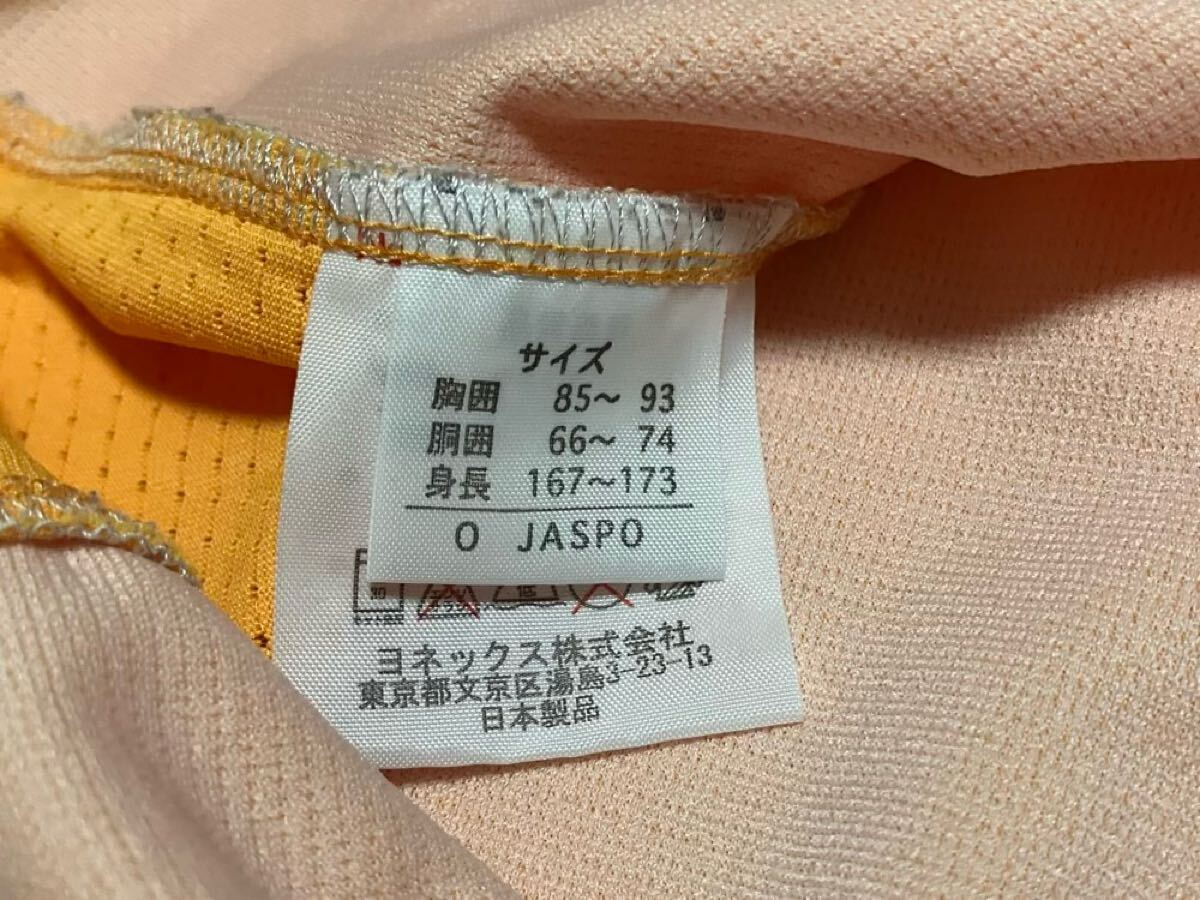 サイズ
胸囲 85~ 93
胴囲 66~ 74
身長 167~173
O JASPO
ヨネックス株式会社
東京都文京区湯島3-23-13
日本製品